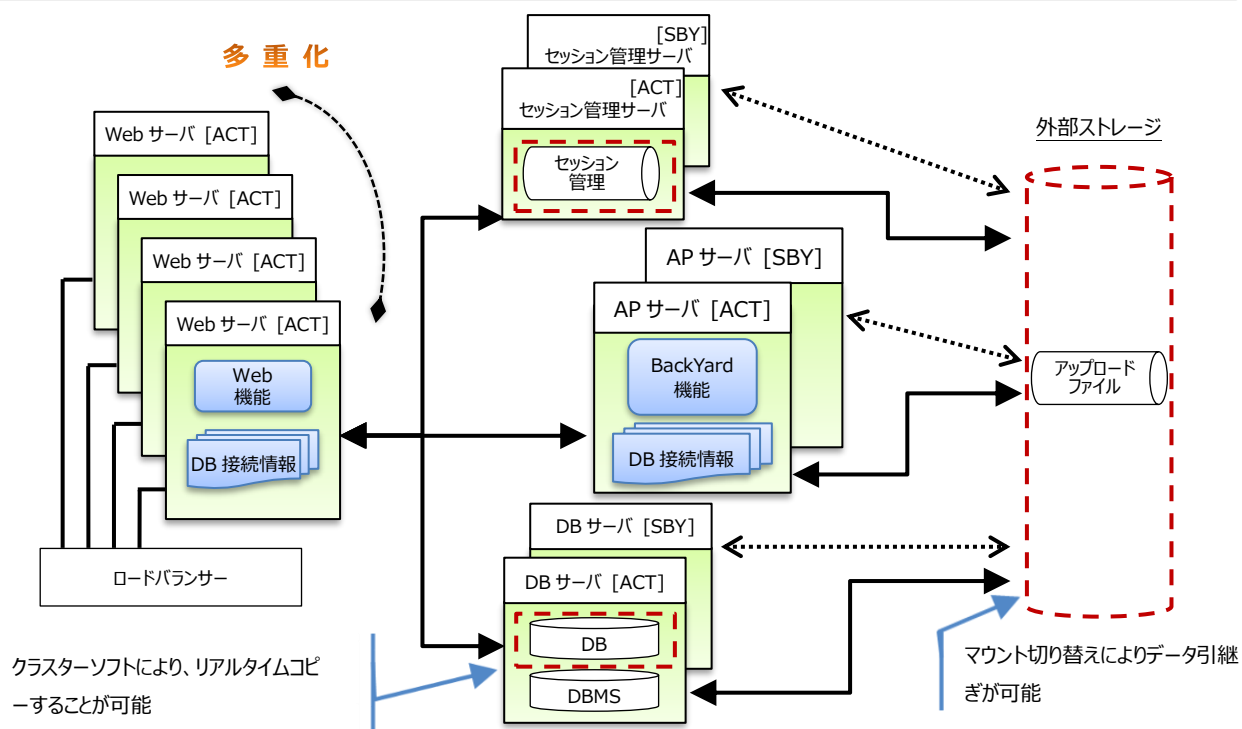 多 重 化
Web サーバ [ACT]
Web サーバ [ACT]
Web サーバ [ACT]
Web サーバ [ACT]
Web
機能
DB 接続情報
ロードバランサー
[SBY]
セッション管理サーバ
[ACT]
セッション管理サーバ
セッション
管理
AP サーバ [SBY]
AP サーバ [ACT]
BackYard
機能
DB 接続情報
DB サーバ [SBY]
DB サーバ [ACT]
DB
DBMS
外部ストレージ
アップロード
ファイル
クラスターソフトにより、リアルタイムコピ
ーすることが可能
マウント切り替えによりデータ引継
ぎが可能